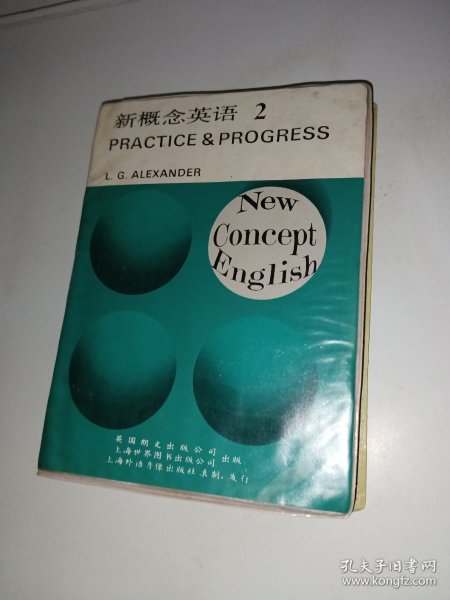 新概念英语 2
PRACTICE & PROGRESS
L. G. ALEXANDER
New
Concept
English
英国朗文出版公司
上海世界图书出版公司 出版
上海外语音像出版社 录制、发行
孔夫子旧书网
www.kongfz.com